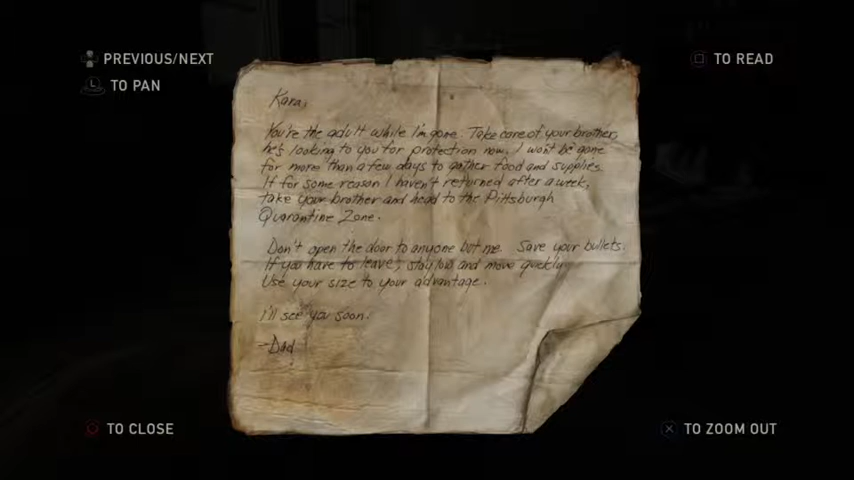 PREVIOUS/NEXT
L TO PAN
TO READ
Kara,
You're the adult while I'm gone. Take care of your brother,
he's looking to you for protection now. I won't be gone
for more than a few days to gather food and supplies.
If for some reason I haven't returned after a week,
take your brother and head to the Pittsburgh
Quarantine Zone.
Don't open the door to anyone but me. Save your bullets.
If you have to leave, stay low and move quickly.
Use your size to your advantage.
I'll see you soon.
-Dad
TO CLOSE
TO ZOOM OUT